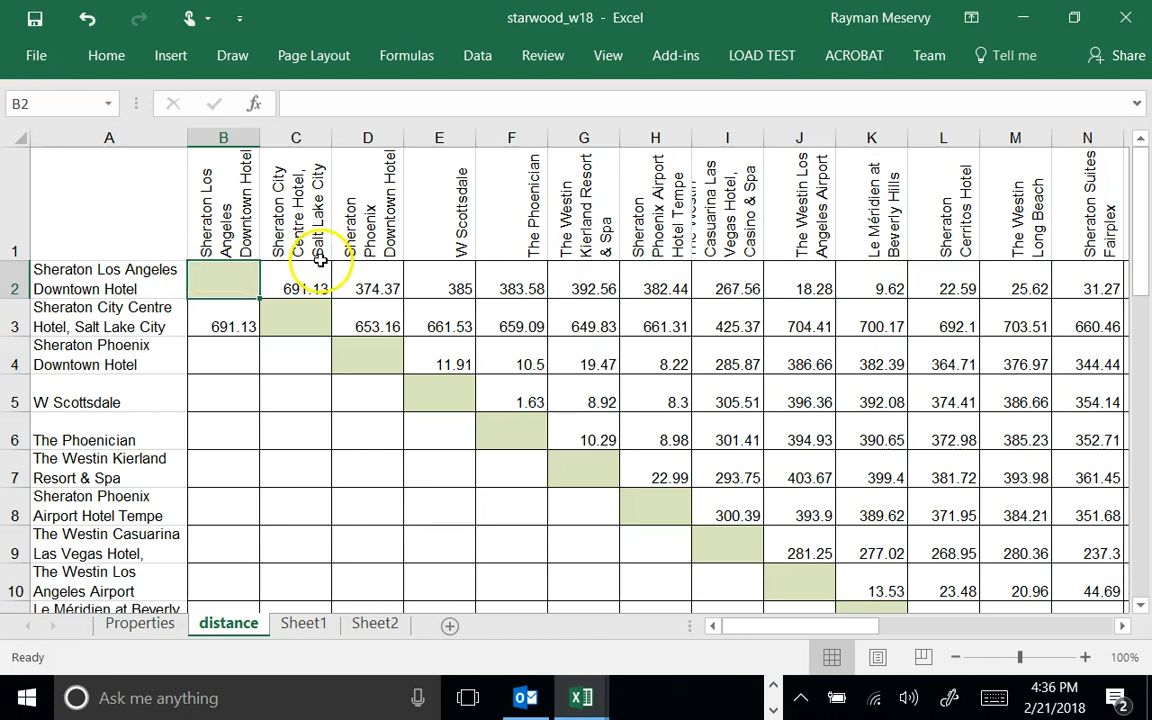 starwood_w18 - Excel
Rayman Meservy
File Home Insert Draw Page Layout Formulas Data Review View Add-ins LOAD TEST ACROBAT Team Tell me Share
B2
fx
A B C D E F G H I J K L M N
1
Sheraton Los
Angeles
Downtown Hotel
Sheraton City
Centre Hotel,
Salt Lake City
Sheraton
Phoenix
Downtown Hotel
W Scottsdale
The Phoenician
The Westin
Kierland Resort
& Spa
Sheraton
Phoenix Airport
Hotel Tempe
The Westin
Casuarina Las
Vegas Hotel,
Casino & Spa
The Westin Los
Angeles Airport
Le Méridien at
Beverly Hills
Sheraton
Cerritos Hotel
The Westin
Long Beach
Sheraton Suites
Fairplex
Sheraton Los Angeles
2 Downtown Hotel 691.13 374.37 385 383.58 392.56 382.44 267.56 18.28 9.62 22.59 25.62 31.27
Sheraton City Centre
3 Hotel, Salt Lake City 691.13 653.16 661.53 659.09 649.83 661.31 425.37 704.41 700.17 692.1 703.51 660.46
Sheraton Phoenix
4 Downtown Hotel 11.91 10.5 19.47 8.22 285.87 386.66 382.39 364.71 376.97 344.44
5 W Scottsdale 1.63 8.92 8.3 305.51 396.36 392.08 374.41 386.66 354.14
6 The Phoenician 10.29 8.98 301.41 394.93 390.65 372.98 385.23 352.71
The Westin Kierland
7 Resort & Spa 22.99 293.75 403.67 399.4 381.72 393.98 361.45
Sheraton Phoenix
8 Airport Hotel Tempe 300.39 393.9 389.62 371.95 384.21 351.68
The Westin Casuarina
9 Las Vegas Hotel, 281.25 277.02 268.95 280.36 237.3
The Westin Los
10 Angeles Airport 13.53 23.48 20.96 44.69
Le Méridien at Beverly
Properties distance Sheet1 Sheet2
Ready
100%
Ask me anything
4:36 PM
2/21/2018
2